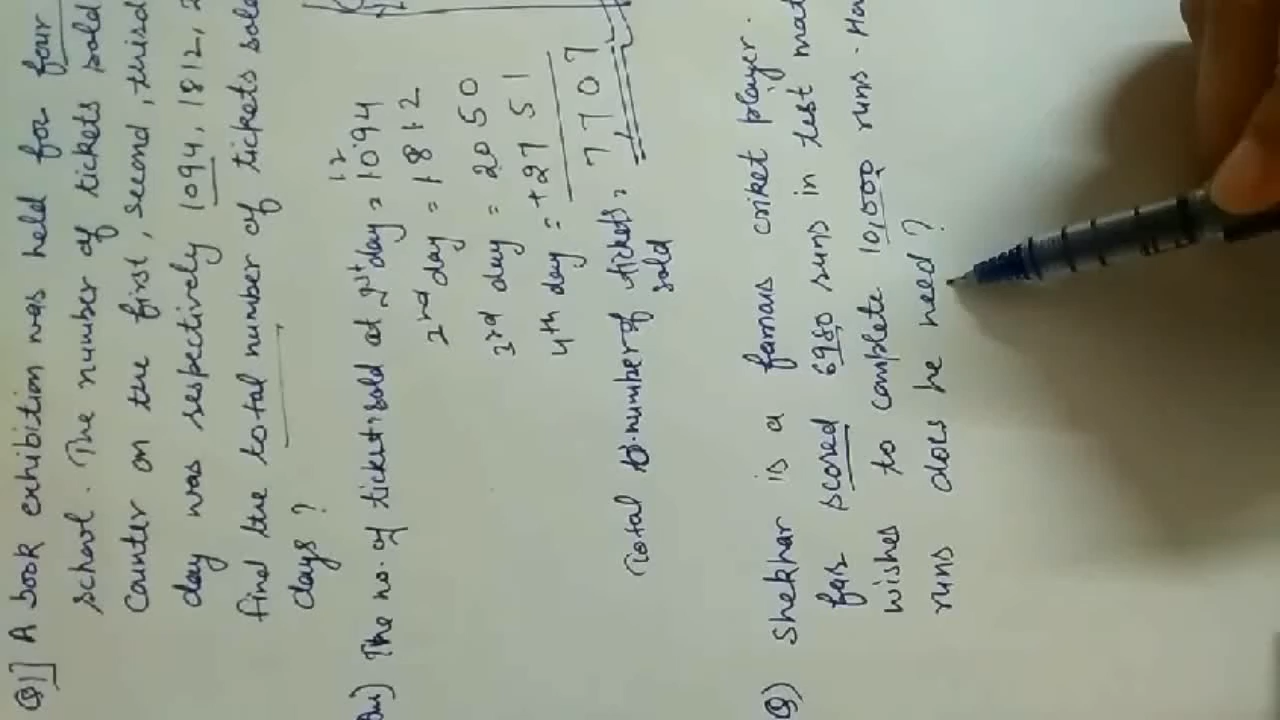 Q1] A book exhibition was held for four
school. The number of tickets sold
Counter on the first, second, third
day was respectively 1094, 1812, 2
find the total number of tickets sold
days?
Ans) The no. of tickets sold at 1st day = 1094
2nd day = 1812
3rd day = 2050
4th day = +2751
Total number of tickets = 7707
sold
Q) Shekhar is a famous criket player.
far scored 6980 runs in test mat
wishes to complete 10,000 runs. How
runs does he need?